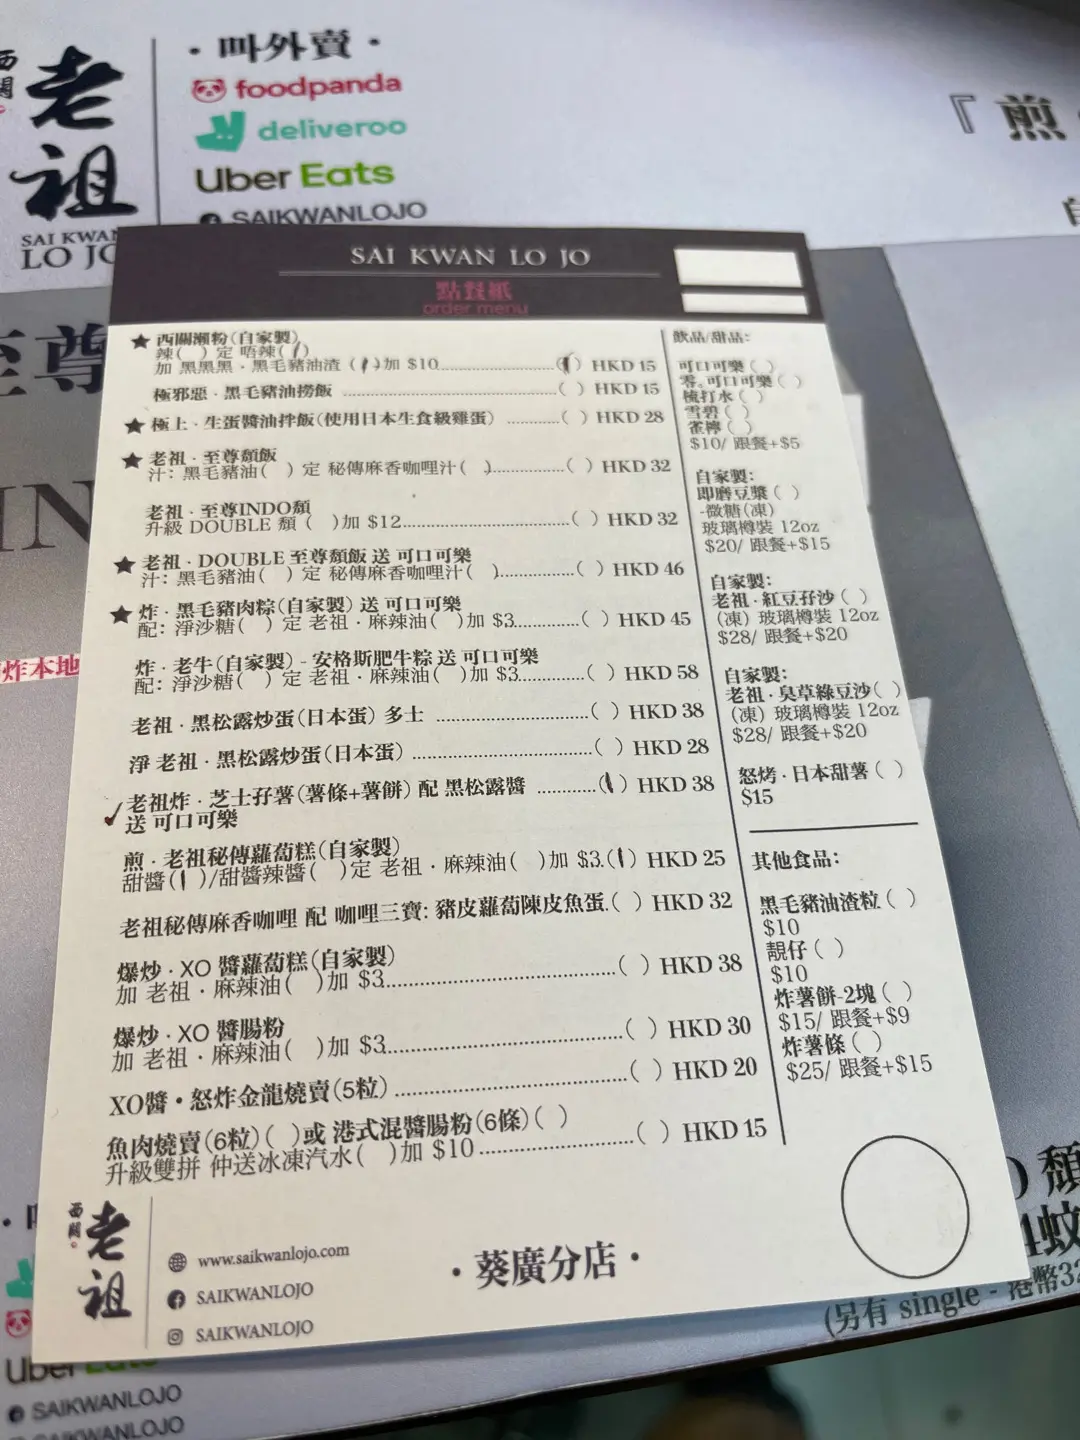 西關
老祖
SAI KWAN
LO JO
·叫外賣·
foodpanda
deliveroo
Uber Eats
SAIKWANLOJO
『煎
至尊
IN
炸本地
SAI KWAN LO JO
點餐紙
order menu
★ 西關瀨粉(自家製)
辣( ) 定 唔辣( )
加 黑黑黑·黑毛豬油渣 ( )加 $10 ( ) HKD 15
極邪惡·黑毛豬油撈飯 ( ) HKD 15
★ 極上·生蛋醬油拌飯(使用日本生食級雞蛋) ( ) HKD 28
★ 老祖·至尊頹飯
汁: 黑毛豬油( ) 定 秘傳麻香咖哩汁( ) ( ) HKD 32
老祖·至尊INDO頹
升級 DOUBLE 頹 ( )加 $12 ( ) HKD 32
★ 老祖·DOUBLE 至尊頹飯 送 可口可樂
汁: 黑毛豬油( ) 定 秘傳麻香咖哩汁( ) ( ) HKD 46
★ 炸·黑毛豬肉粽(自家製) 送 可口可樂
配: 淨沙糖( ) 定 老祖·麻辣油( )加 $3 ( ) HKD 45
炸·老牛(自家製) - 安格斯肥牛粽 送 可口可樂
配: 淨沙糖( ) 定 老祖·麻辣油( )加 $3 ( ) HKD 58
老祖·黑松露炒蛋(日本蛋) 多士 ( ) HKD 38
淨 老祖·黑松露炒蛋(日本蛋) ( ) HKD 28
✓ 老祖炸·芝士孖薯(薯條+薯餅) 配 黑松露醬 ( ) HKD 38
送 可口可樂
煎·老祖秘傳蘿蔔糕(自家製)
甜醬( )/甜醬辣醬( )定 老祖·麻辣油( )加 $3.( ) HKD 25
老祖秘傳麻香咖哩 配 咖哩三寶: 豬皮蘿蔔陳皮魚蛋.( ) HKD 32
爆炒·XO 醬蘿蔔糕(自家製)
加 老祖·麻辣油( )加 $3 ( ) HKD 38
爆炒·XO 醬腸粉
加 老祖·麻辣油( )加 $3 ( ) HKD 30
XO醬·怒炸金龍燒賣(5粒) ( ) HKD 20
魚肉燒賣(6粒)( )或 港式混醬腸粉(6條)( )
升級雙拼 仲送冰凍汽水( )加 $10 ( ) HKD 15
飲品/甜品:
可口可樂( )
零。可口可樂( )
梳打水( )
雪碧( )
雀檸( )
$10/ 跟餐+$5
自家製:
即磨豆漿( )
-微糖(凍)
玻璃樽裝 12oz
$20/ 跟餐+$15
自家製:
老祖·紅豆孖沙( )
(凍) 玻璃樽裝 12oz
$28/ 跟餐+$20
自家製:
老祖·臭草綠豆沙( )
(凍) 玻璃樽裝 12oz
$28/ 跟餐+$20
怒烤·日本甜薯( )
$15
其他食品:
黑毛豬油渣粒( )
$10
靚仔( )
$10
炸薯餅-2塊( )
$15/ 跟餐+$9
炸薯條( )
$25/ 跟餐+$15
西關
老祖
www.saikwanlojo.com
SAIKWANLOJO
SAIKWANLOJO
·葵廣分店·
頹
4蚊
(另有 single - 港幣32
Uber Eats
SAIKWANLOJO
SAIKWANLOJO